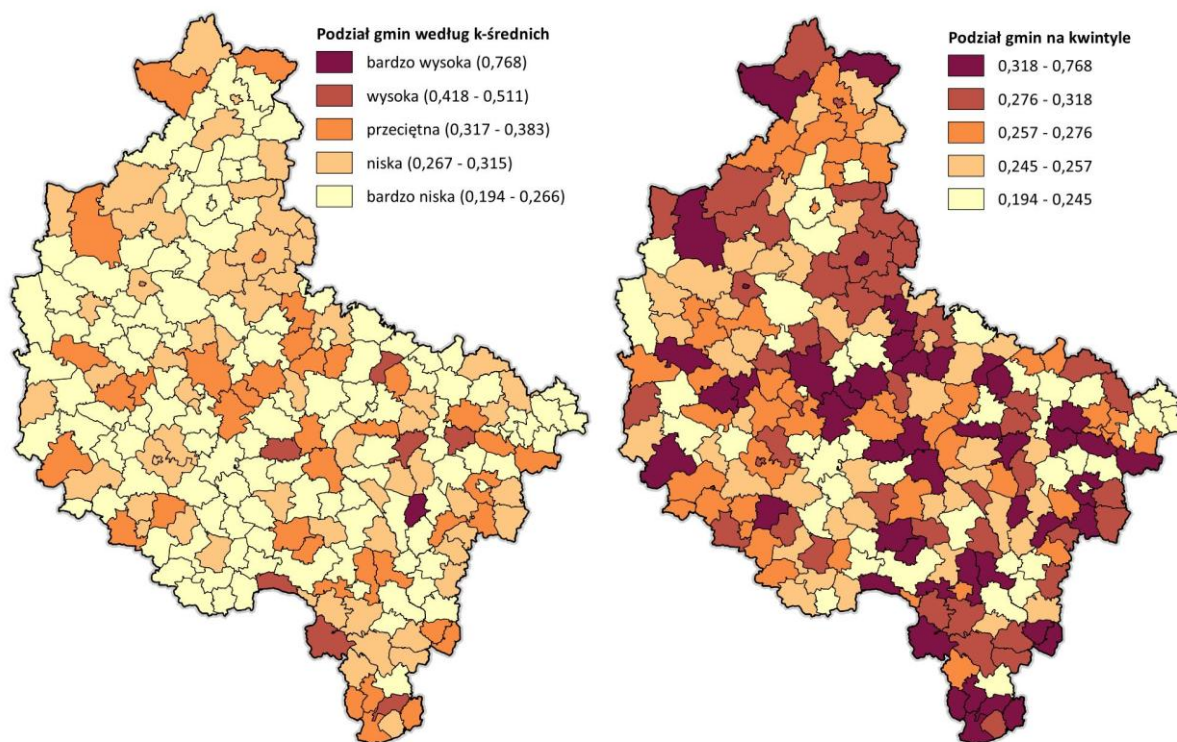 Podział gmin według k-średnich
bardzo wysoka (0,768)
wysoka (0,418 - 0,511)
przeciętna (0,317 - 0,383)
niska (0,267 - 0,315)
bardzo niska (0,194 - 0,266)
Podział gmin na kwintyle
0,318 - 0,768
0,276 - 0,318
0,257 - 0,276
0,245 - 0,257
0,194 - 0,245